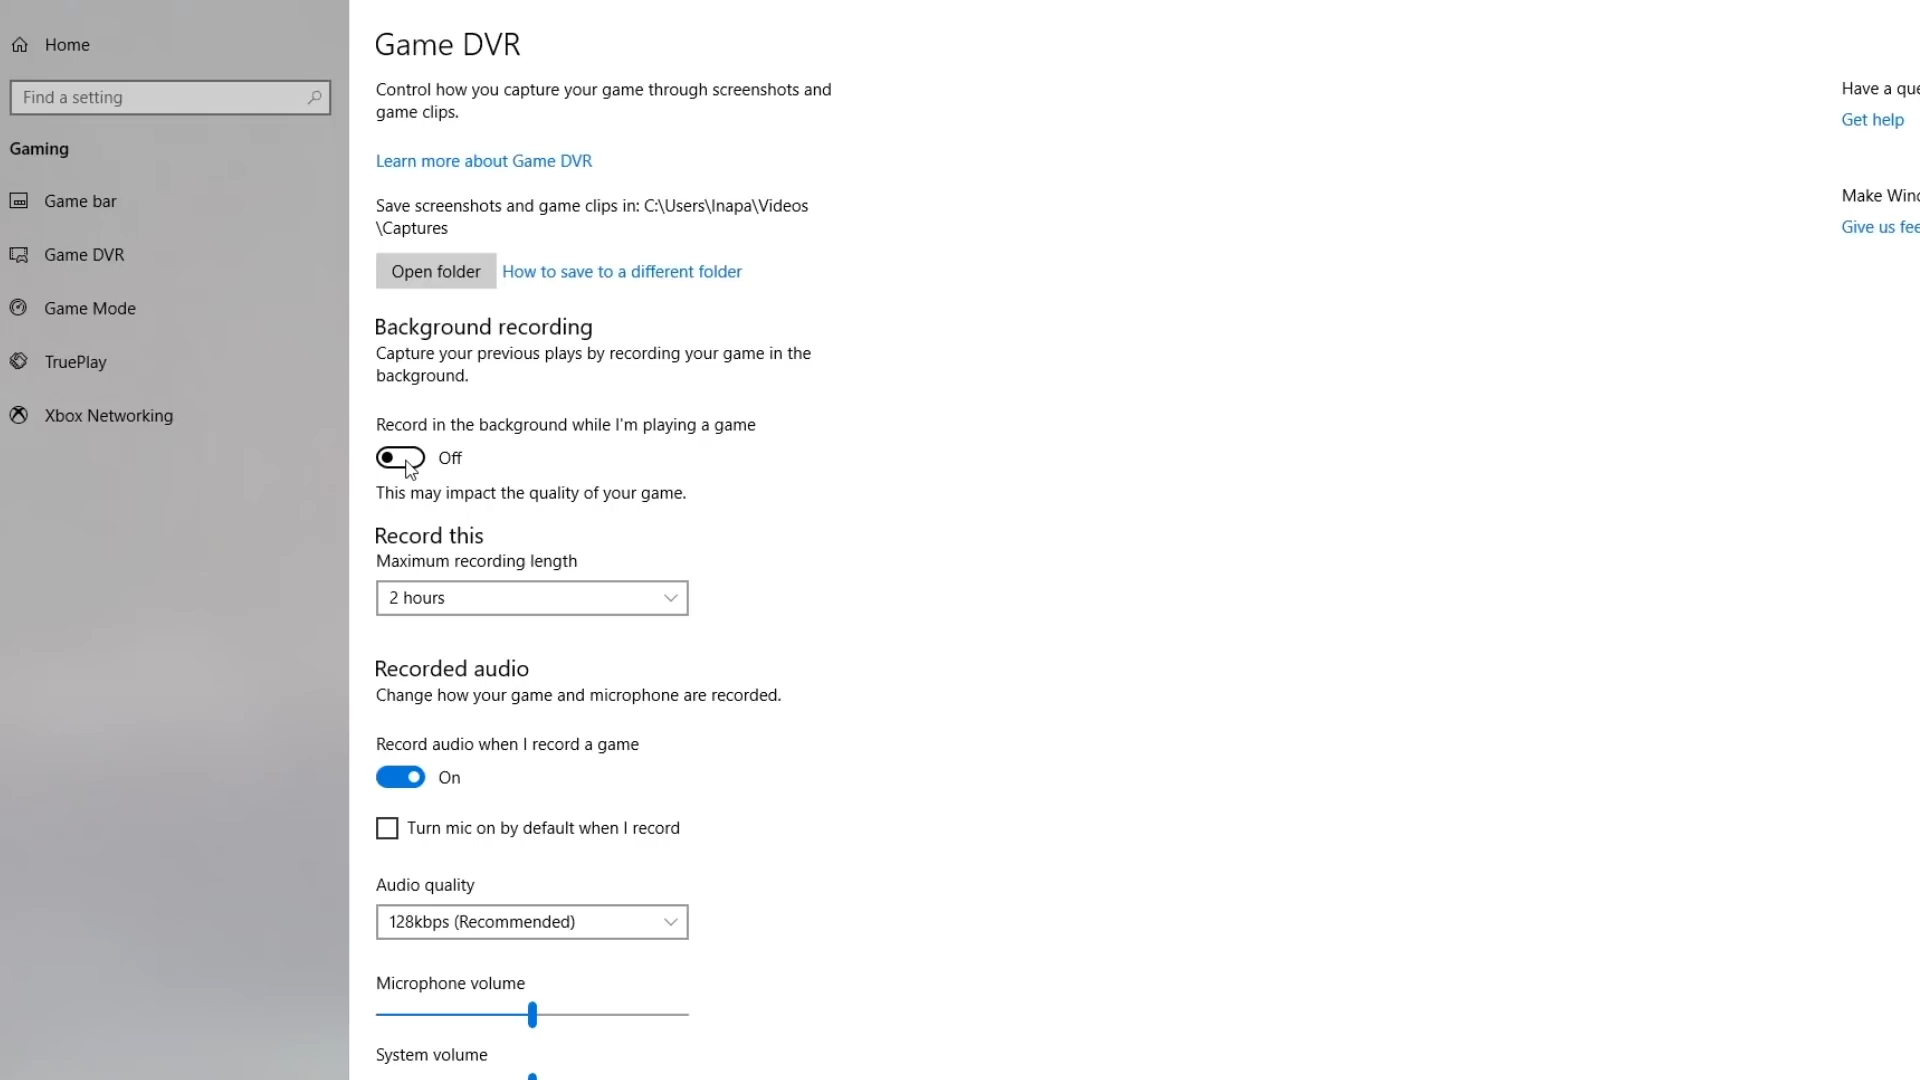 Home
Find a setting
Gaming
Game bar
Game DVR
Game Mode
TruePlay
Xbox Networking
Game DVR
Control how you capture your game through screenshots and
game clips.
Learn more about Game DVR
Save screenshots and game clips in: C:\Users\Inapa\Videos
\Captures
Open folder
How to save to a different folder
Background recording
Capture your previous plays by recording your game in the
background.
Record in the background while I'm playing a game
Off
This may impact the quality of your game.
Record this
Maximum recording length
2 hours
Recorded audio
Change how your game and microphone are recorded.
Record audio when I record a game
On
Turn mic on by default when I record
Audio quality
128kbps (Recommended)
Microphone volume
System volume
Have a que
Get help
Make Wind
Give us fee